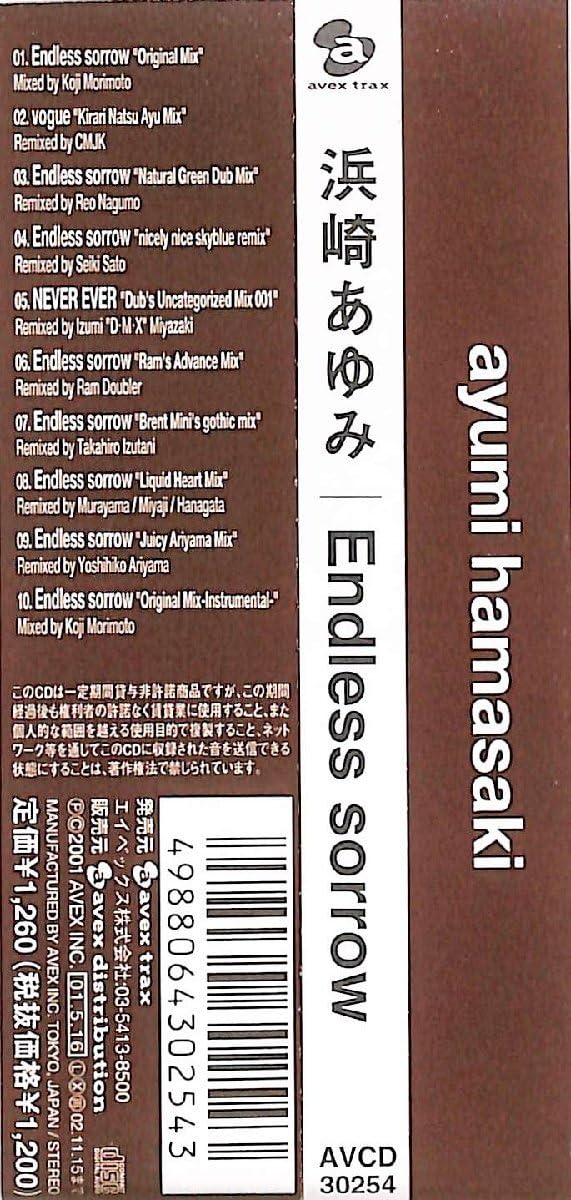 01. Endless sorrow "Original Mix"
Mixed by Koji Morimoto
02. vogue "Kirari Natsu Ayu Mix"
Remixed by CMJK
03. Endless sorrow "Natural Green Dub Mix"
Remixed by Reo Nagumo
04. Endless sorrow "nicely nice skyblue remix"
Remixed by Seiki Sato
05. NEVER EVER "Dub's Uncategorized Mix 001"
Remixed by Izumi "D·M·X" Miyazaki
06. Endless sorrow "Ram's Advance Mix"
Remixed by Ram Doubler
07. Endless sorrow "Brent Mini's gothic mix"
Remixed by Takahiro Izutani
08. Endless sorrow "Liquid Heart Mix"
Remixed by Murayama / Miyaji / Hanagata
09. Endless sorrow "Juicy Ariyama Mix"
Remixed by Yoshihiko Ariyama
10. Endless sorrow "Original Mix-Instrumental-"
Mixed by Koji Morimoto
このCDは一定期間貸与非許諾商品ですが、この期間
経過後も権利者の許諾なく賃貸業に使用すること、また
個人的な範囲を越える使用目的で複製すること、ネット
ワーク等を通じてこのCDに収録された音を送信できる
状態にすることは、著作権法で禁じられています。
4988064302543
発売元 avex trax
エイベックス株式会社:03-5413-8500
販売元 avex distribution
ⓅⒸ2001 AVEX INC. 01.5.16 Ⓛ Ⓧ 02.11.15まで
MANUFACTURED BY AVEX INC. TOKYO, JAPAN / STEREO
定価¥1,260(税抜価格¥1,200)
a
avex trax
浜崎あゆみ | Endless sorrow
AVCD
30254
ayumi hamasaki